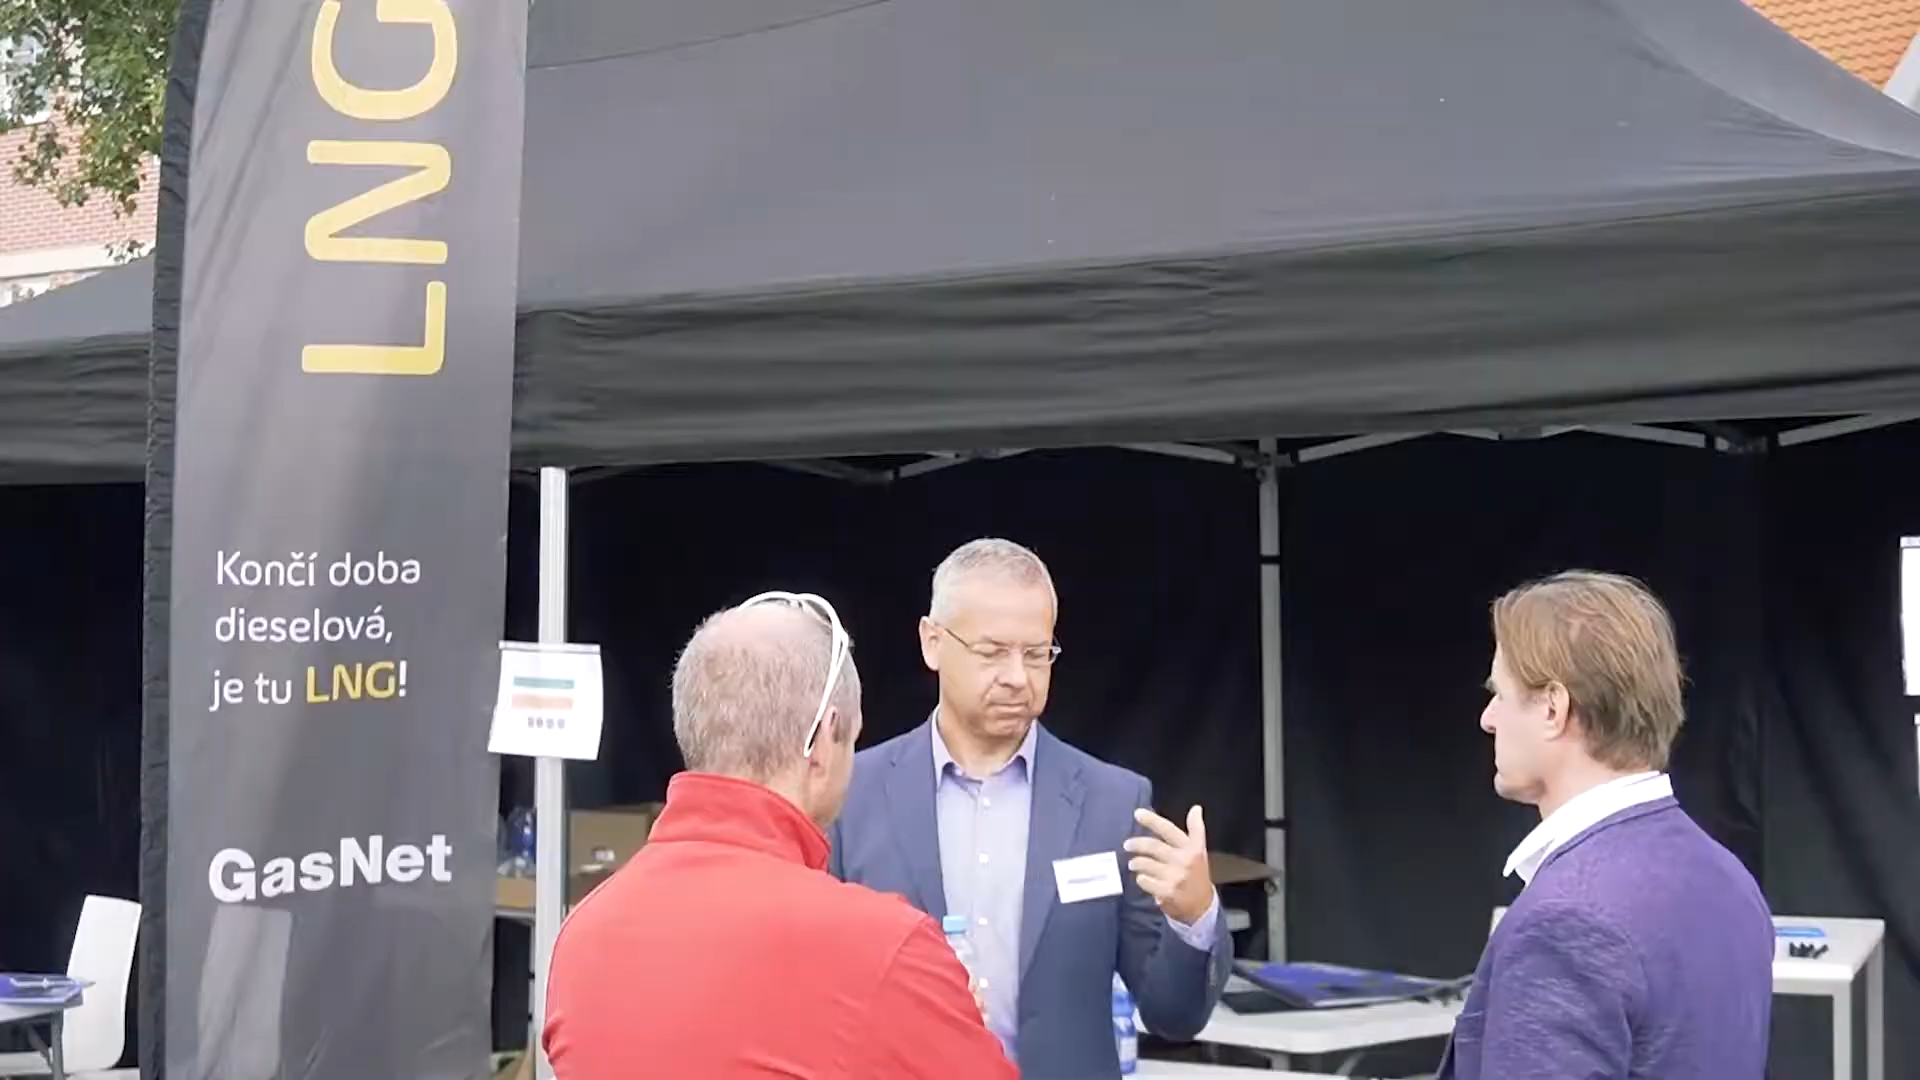 LNG
Končí doba
dieselová,
je tu LNG!
GasNet